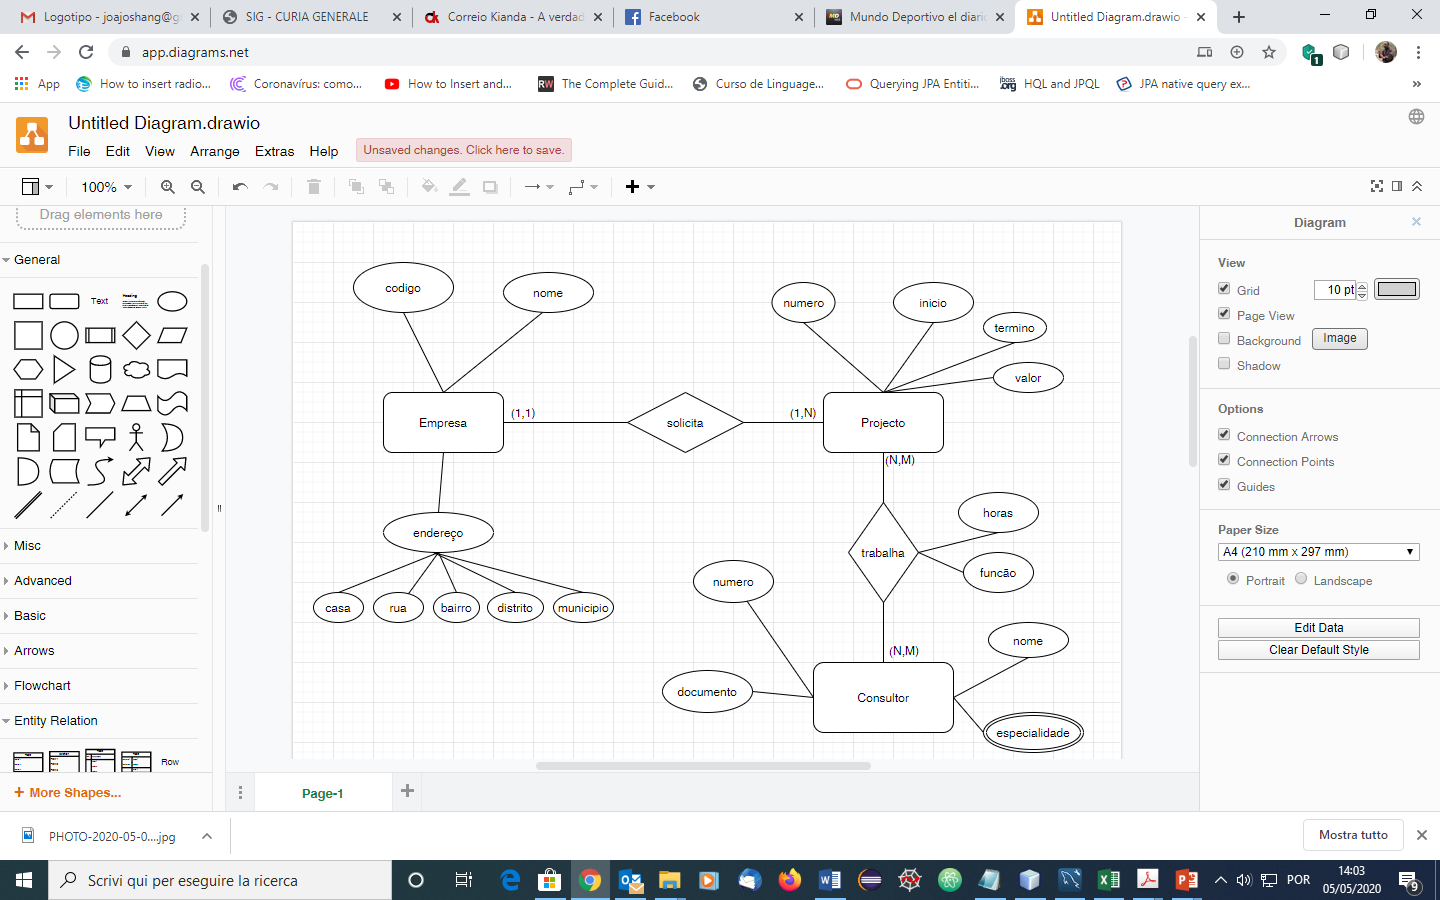 Logotipo - joajoshang@g
SIG - CURIA GENERALE
Correio Kianda - A verdad
Facebook
Mundo Deportivo el diari
Untitled Diagram.drawio -
app.diagrams.net
1
App
How to insert radio...
Coronavírus: como...
How to Insert and...
The Complete Guid...
Curso de Linguage...
Querying JPA Entiti...
HQL and JPQL
JPA native query ex...
»
Untitled Diagram.drawio
File Edit View Arrange Extras Help
Unsaved changes. Click here to save.
100%
Drag elements here
General
Text
Heading
Misc
Advanced
Basic
Arrows
Flowchart
Entity Relation
Row
+ More Shapes...
codigo
nome
numero
inicio
termino
valor
Empresa
(1,1)
solicita
(1,N)
Projecto
(N,M)
endereço
horas
trabalha
funcão
numero
casa
rua
bairro
distrito
municipio
nome
(N,M)
documento
Consultor
especialidade
Page-1
Diagram
View
Grid
10 pt
Page View
Background
Image
Shadow
Options
Connection Arrows
Connection Points
Guides
Paper Size
A4 (210 mm x 297 mm)
Portrait
Landscape
Edit Data
Clear Default Style
PHOTO-2020-05-0....jpg
Mostra tutto
Scrivi qui per eseguire la ricerca
POR
14:03
05/05/2020
9